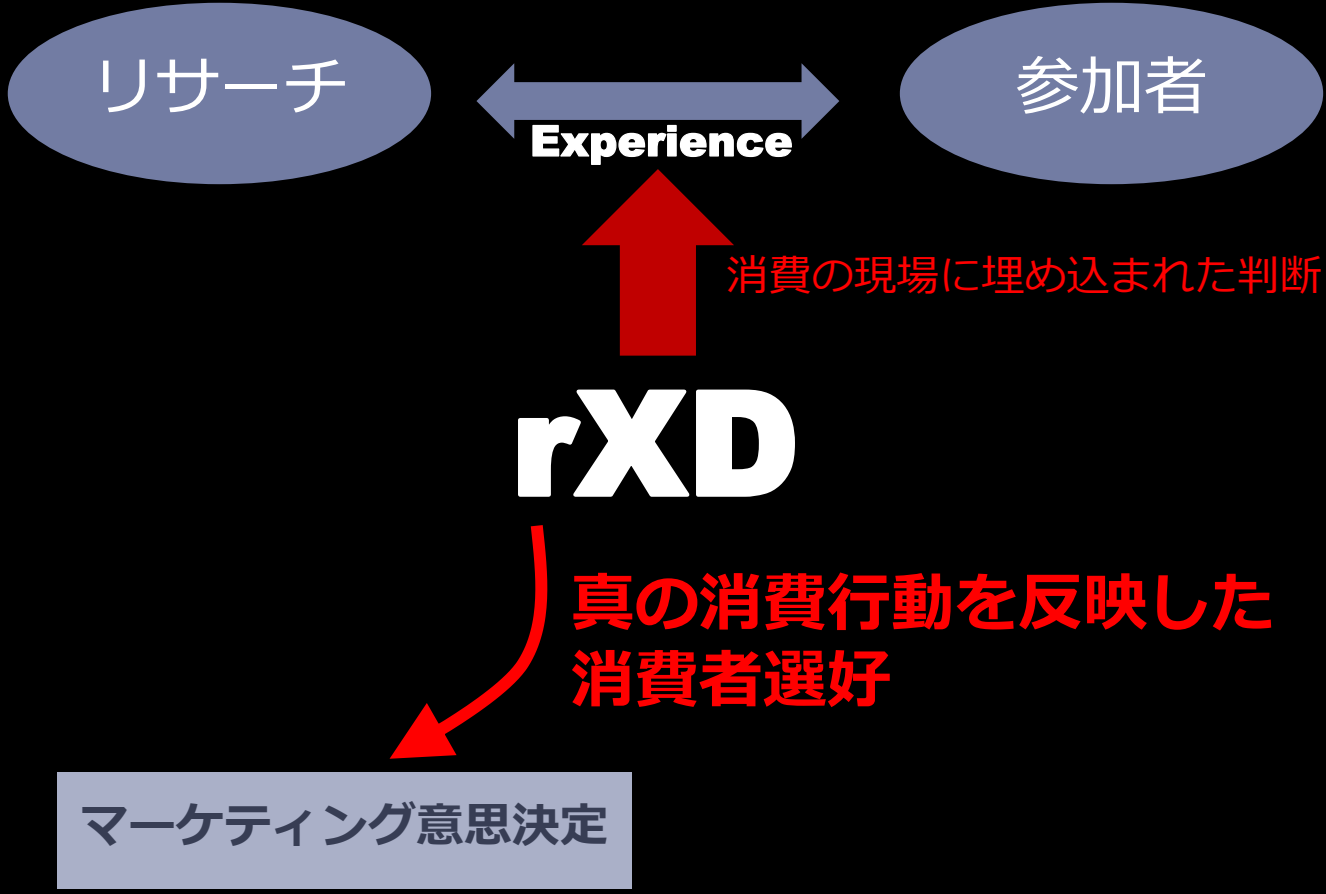 リサーチ
参加者
Experience
消費の現場に埋め込まれた判断
rXD
真の消費行動を反映した
消費者選好
マーケティング意思決定